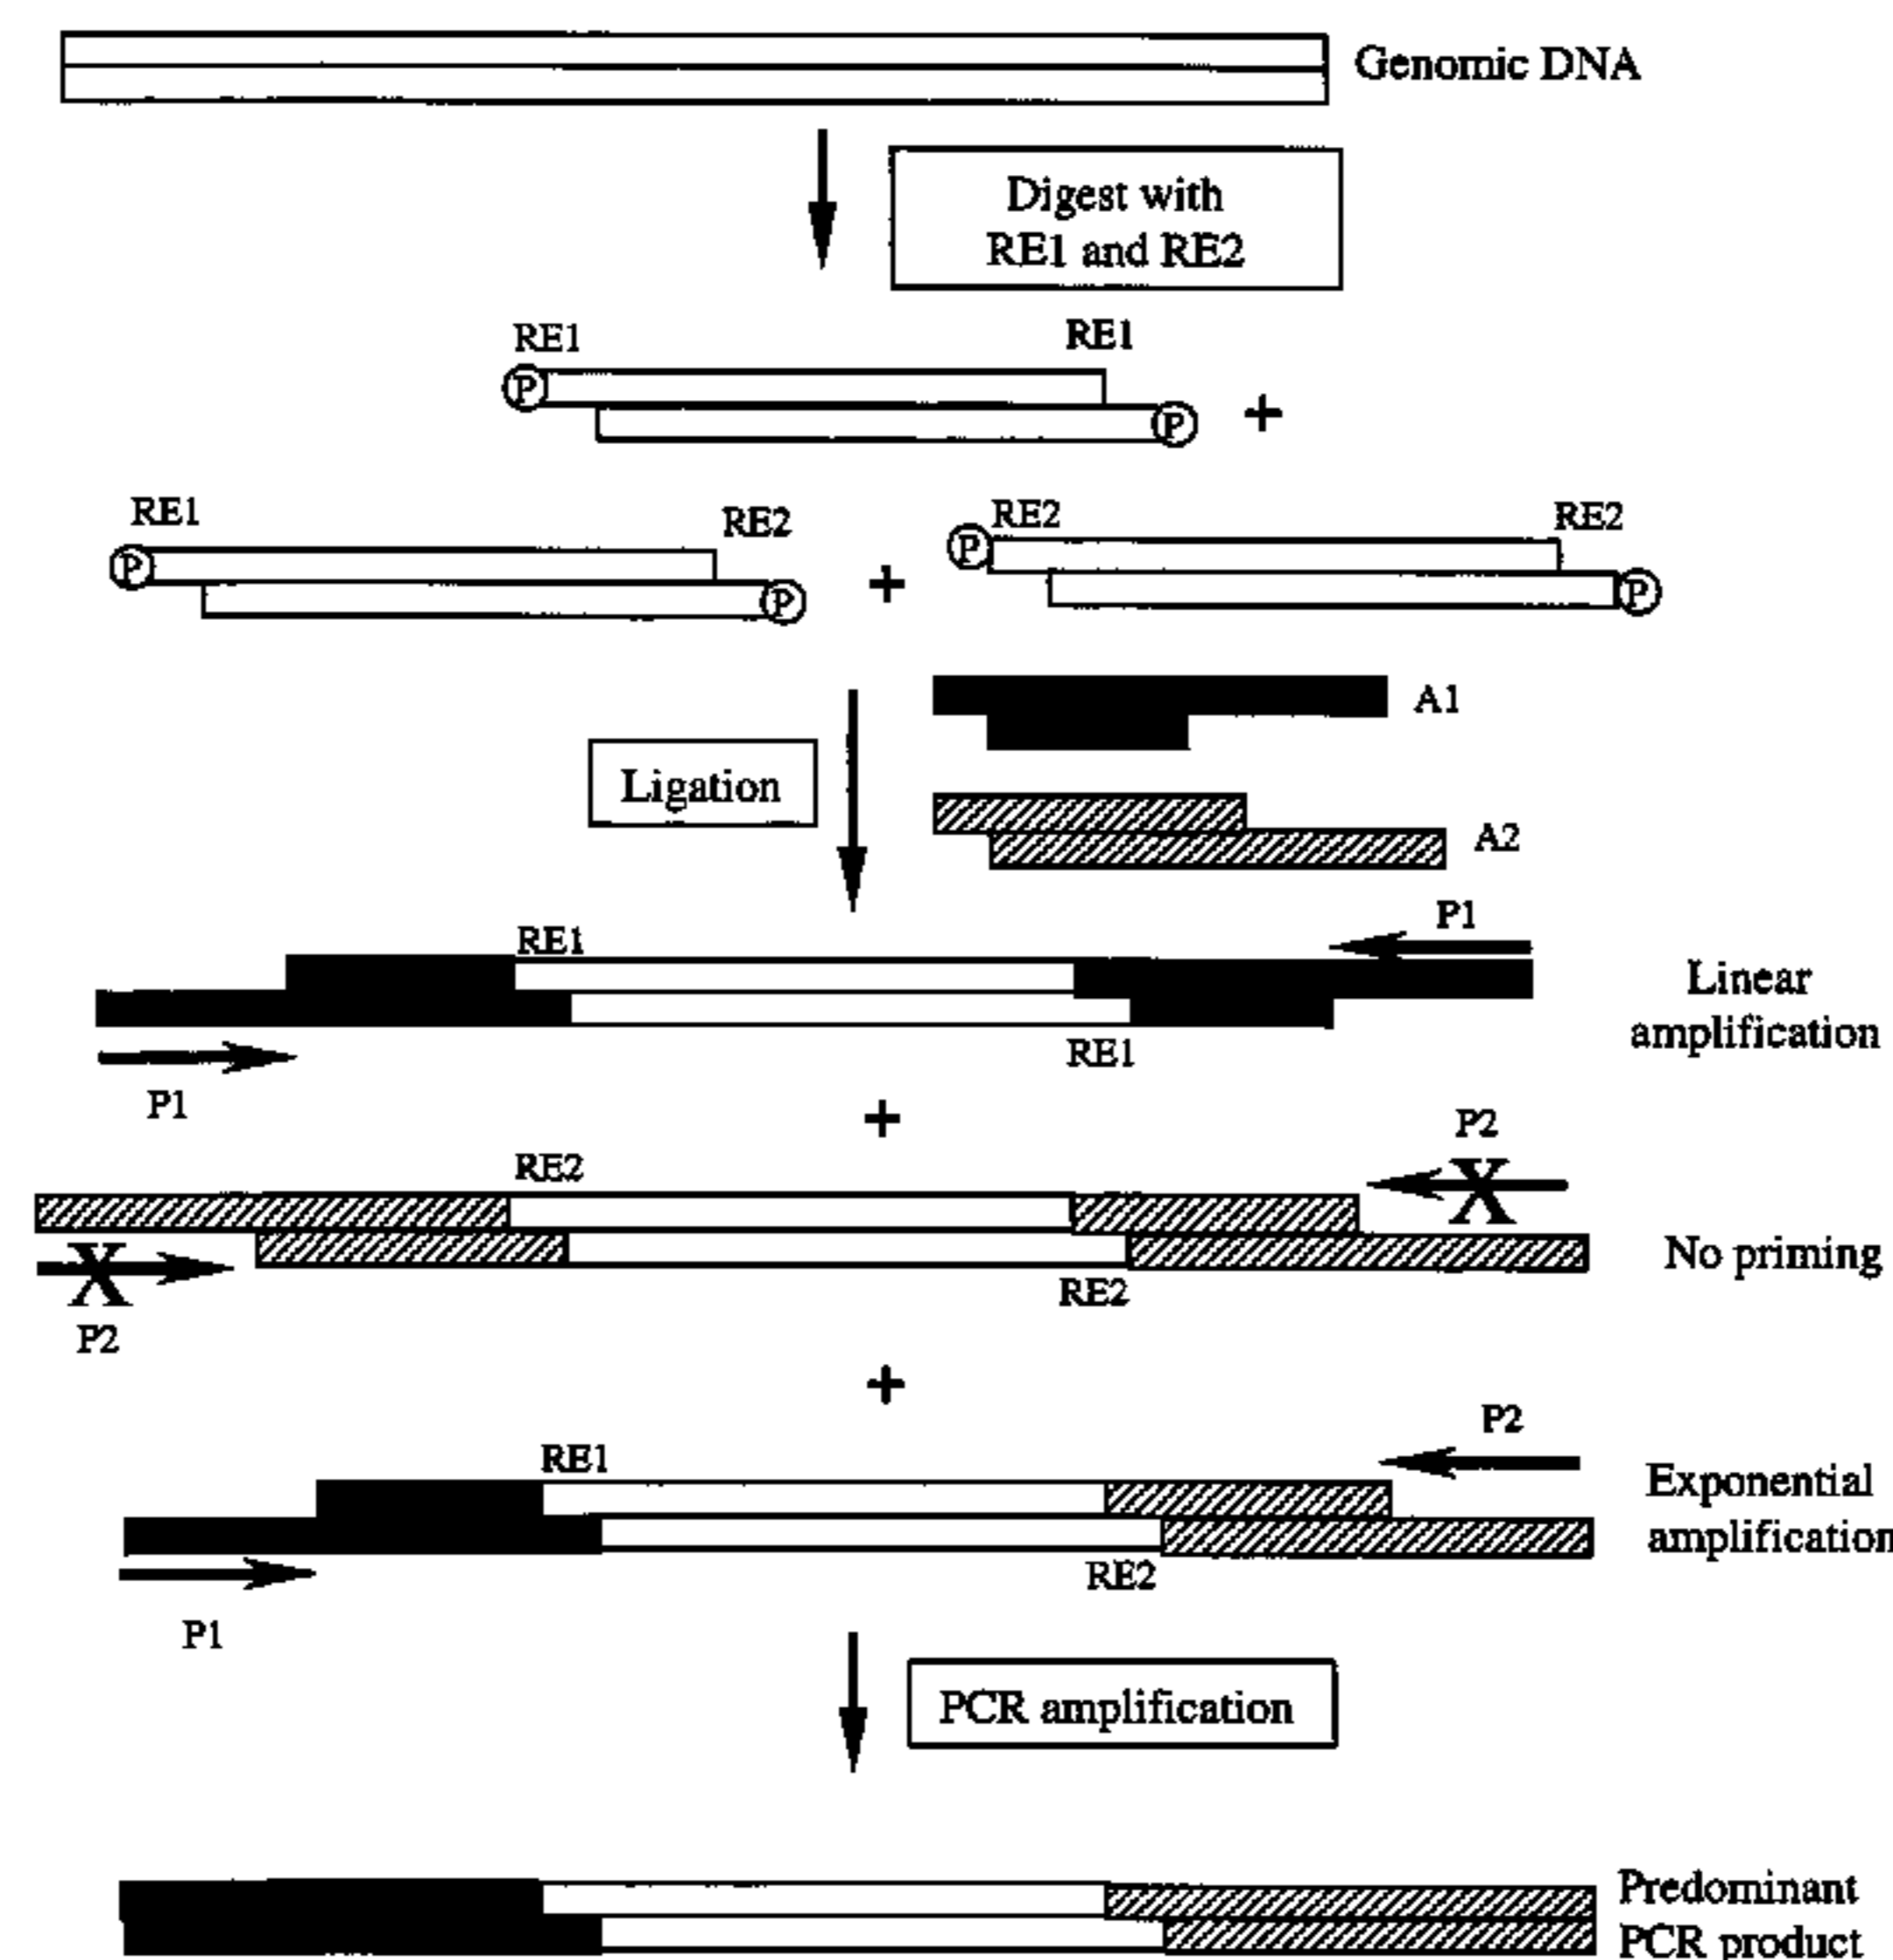 Genomic DNA
Digest with
RE1 and RE2
RE1
RE1
P
P
+
RE1
RE2
P
P
+
RE2
RE2
P
P
A1
Ligation
A2
P1
RE1
Linear
amplification
RE1
P1
+
P2
X
RE2
No priming
X
RE2
P2
+
P2
RE1
Exponential
amplification
RE2
P1
PCR amplification
Predominant
PCR product